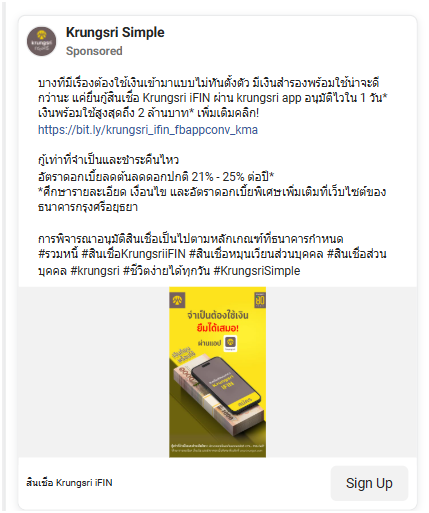 Krungsri Simple
Sponsored
บางทีมีเรื่องต้องใช้เงินเข้ามาแบบไม่ทันตั้งตัว มีเงินสำรองพร้อมใช้น่าจะดี
กว่านะ แค่ยื่นกู้สินเชื่อ Krungsri iFIN ผ่าน krungsri app อนุมัติไวใน 1 วัน*
เงินพร้อมใช้สูงสุดถึง 2 ล้านบาท* เพิ่มเติมคลิก!
https://bit.ly/krungsri_ifin_fbappconv_kma
กู้เท่าที่จำเป็นและชำระคืนไหว
อัตราดอกเบี้ยลดต้นลดดอกปกติ 21% - 25% ต่อปี*
*ศึกษารายละเอียด เงื่อนไข และอัตราดอกเบี้ยพิเศษเพิ่มเติมที่เว็บไซต์ของ
ธนาคารกรุงศรีอยุธยา
การพิจารณาอนุมัติสินเชื่อเป็นไปตามหลักเกณฑ์ที่ธนาคารกำหนด
#รวมหนี้ #สินเชื่อKrungsriiFIN #สินเชื่อหมุนเวียนส่วนบุคคล #สินเชื่อส่วน
บุคคล #krungsri #ชีวิตง่ายได้ทุกวัน #KrungsriSimple
จำเป็นต้องใช้เงิน
ยืมได้เสมอ!
ผ่านแอป
Krungsri
iFIN
สมัคร
สินเชื่อ Krungsri iFIN
Sign Up